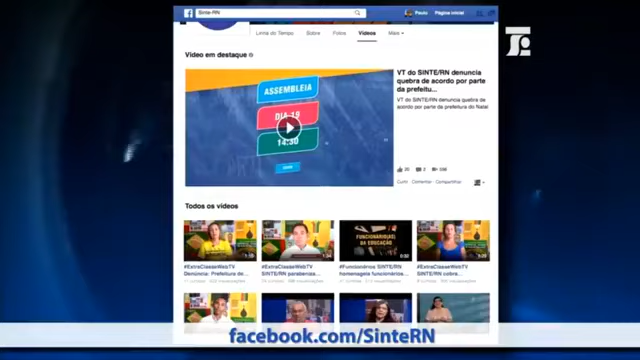 Sinte-RN
Paulo Página inicial
Linha do Tempo Sobre Fotos Vídeos Mais
Vídeo em destaque
ASSEMBLEIA
DIA 19
14:30
VT do SINTE/RN denuncia
quebra de acordo por parte
da prefeitu...
VT do SINTE/RN denuncia quebra de
acordo por parte da prefeitura do Natal
Curtir Comentar Compartilhar
Todos os vídeos
FUNCIONÁRIOS(AS)
DA EDUCAÇÃO
1:34
#ExtraClasseWebTV
Denúncia: Prefeitura de...
#ExtraClasseWebTV
SINTE/RN parabeniza...
#Funcionários SINTE/RN
homenageia funcionários...
#ExtraClasseWebTV
SINTE/RN cobra...
facebook.com/SinteRN